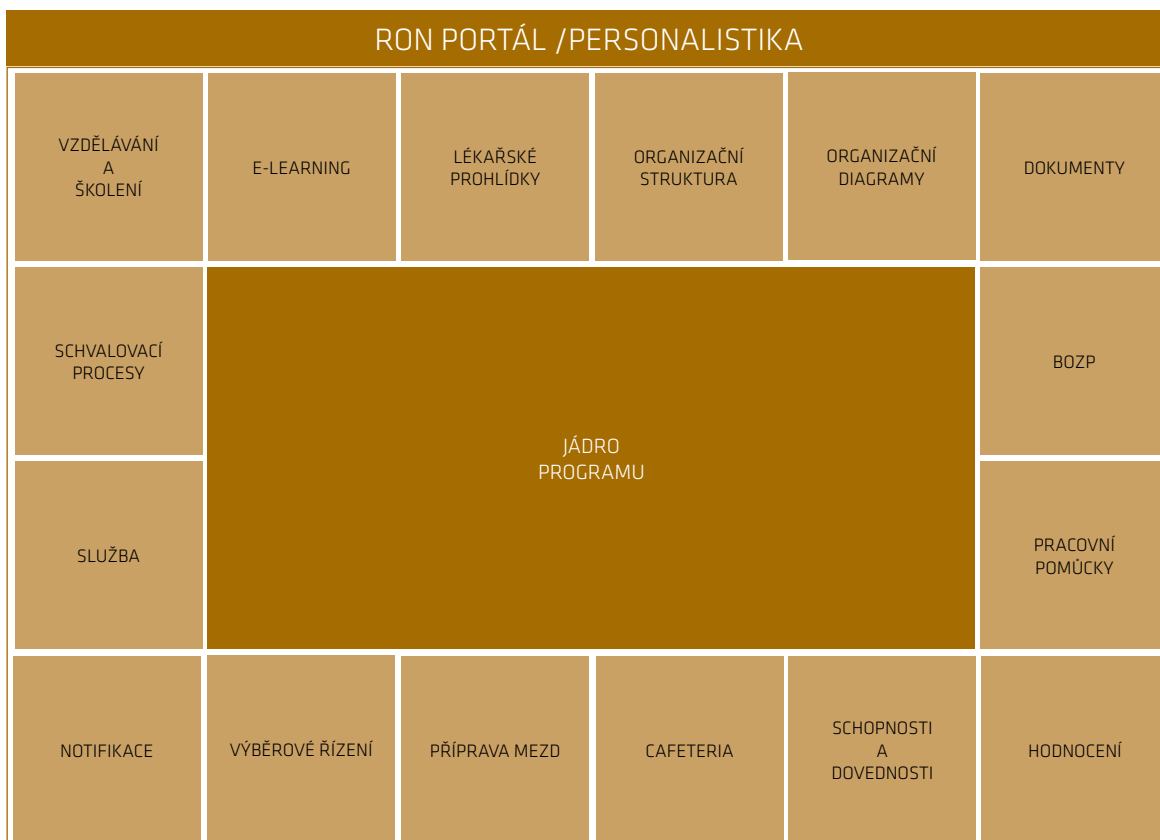 RON PORTÁL /PERSONALISTIKA
VZDĚLÁVÁNÍ
A
ŠKOLENÍ
E-LEARNING
LÉKAŘSKÉ
PROHLÍDKY
ORGANIZAČNÍ
STRUKTURA
ORGANIZAČNÍ
DIAGRAMY
DOKUMENTY
SCHVALOVACÍ
PROCESY
JÁDRO
PROGRAMU
BOZP
SLUŽBA
PRACOVNÍ
POMŮCKY
NOTIFIKACE
VÝBĚROVÉ ŘÍZENÍ
PŘÍPRAVA MEZD
CAFETERIA
SCHOPNOSTI
A
DOVEDNOSTI
HODNOCENÍ